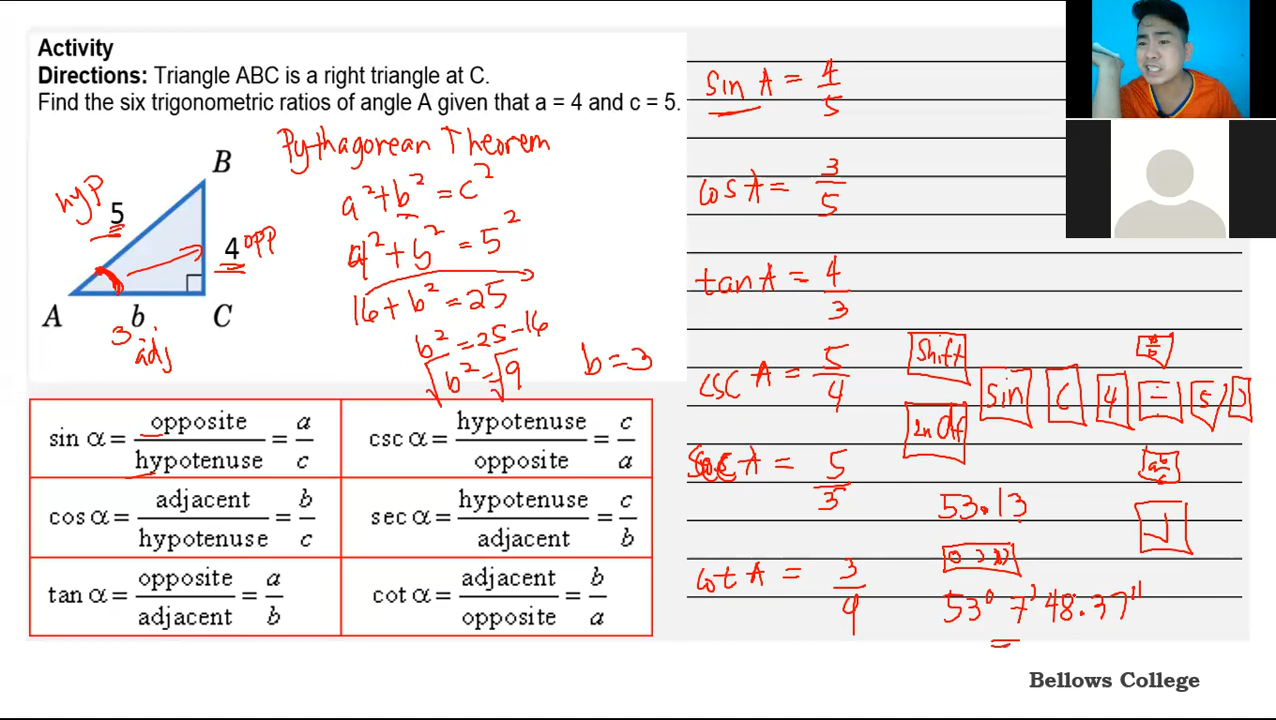 Activity
Directions: Triangle ABC is a right triangle at C.
Find the six trigonometric ratios of angle A given that a = 4 and c = 5.
Pythagorean Theorem
a² + b² = c²
4² + b² = 5²
16 + b² = 25
b² = 25 - 16
√b² = √9
b = 3
B
hyp
5
4 opp
A
b
C
3
adj
sin α = opposite/hypotenuse = a/c
csc α = hypotenuse/opposite = c/a
cos α = adjacent/hypotenuse = b/c
sec α = hypotenuse/adjacent = c/b
tan α = opposite/adjacent = a/b
cot α = adjacent/opposite = b/a
sin A = 4/5
cos A = 3/5
tan A = 4/3
csc A = 5/4
sec A = 5/3
cot A = 3/4
Shift
sin ( 4 ÷ 5 )
2ndf
a b/c
53.13
53° 7' 48.37"
Bellows College